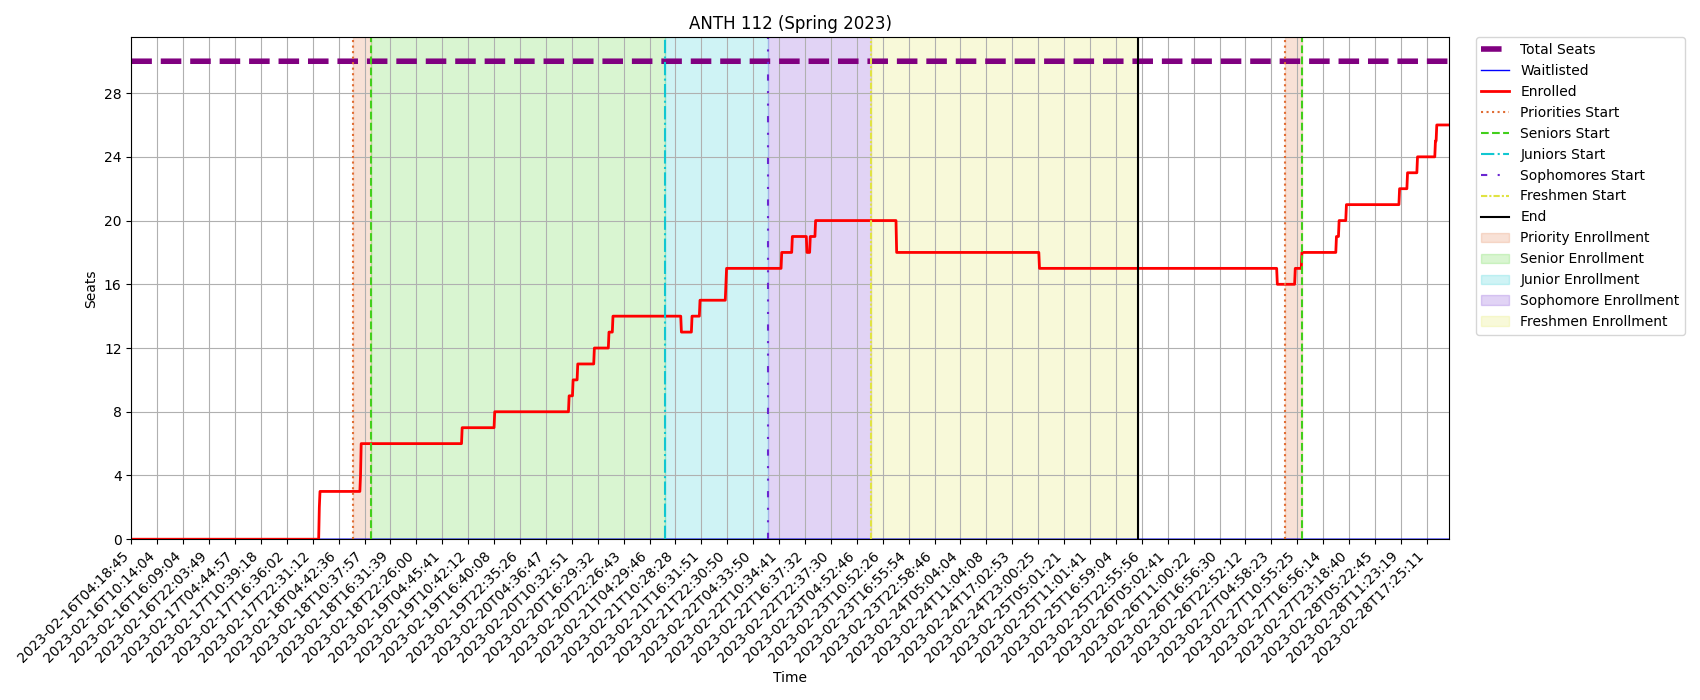 ANTH 112 (Spring 2023)
Seats
28
24
20
16
12
8
4
0
2023-02-16T04:18:45
2023-02-16T10:14:04
2023-02-16T16:09:04
2023-02-16T22:03:49
2023-02-17T04:44:57
2023-02-17T10:39:18
2023-02-17T16:36:02
2023-02-17T22:31:12
2023-02-18T04:42:36
2023-02-18T10:37:57
2023-02-18T16:31:39
2023-02-18T22:26:00
2023-02-19T04:45:41
2023-02-19T10:42:12
2023-02-19T16:40:08
2023-02-19T22:35:26
2023-02-20T04:36:47
2023-02-20T10:32:51
2023-02-20T16:29:32
2023-02-20T22:26:43
2023-02-21T04:29:46
2023-02-21T10:28:28
2023-02-21T16:31:51
2023-02-21T22:30:50
2023-02-22T04:33:50
2023-02-22T10:34:41
2023-02-22T16:37:32
2023-02-22T22:37:30
2023-02-23T04:52:46
2023-02-23T10:52:26
2023-02-23T16:55:54
2023-02-23T22:58:46
2023-02-24T05:04:04
2023-02-24T11:04:08
2023-02-24T17:02:53
2023-02-24T23:00:25
2023-02-25T05:01:21
2023-02-25T11:01:41
2023-02-25T16:59:04
2023-02-25T22:55:56
2023-02-26T05:02:41
2023-02-26T11:00:22
2023-02-26T16:56:30
2023-02-26T22:52:12
2023-02-27T04:58:23
2023-02-27T10:55:25
2023-02-27T16:56:14
2023-02-27T23:18:40
2023-02-28T05:22:45
2023-02-28T11:23:19
2023-02-28T17:25:11
Time
Total Seats
Waitlisted
Enrolled
Priorities Start
Seniors Start
Juniors Start
Sophomores Start
Freshmen Start
End
Priority Enrollment
Senior Enrollment
Junior Enrollment
Sophomore Enrollment
Freshmen Enrollment